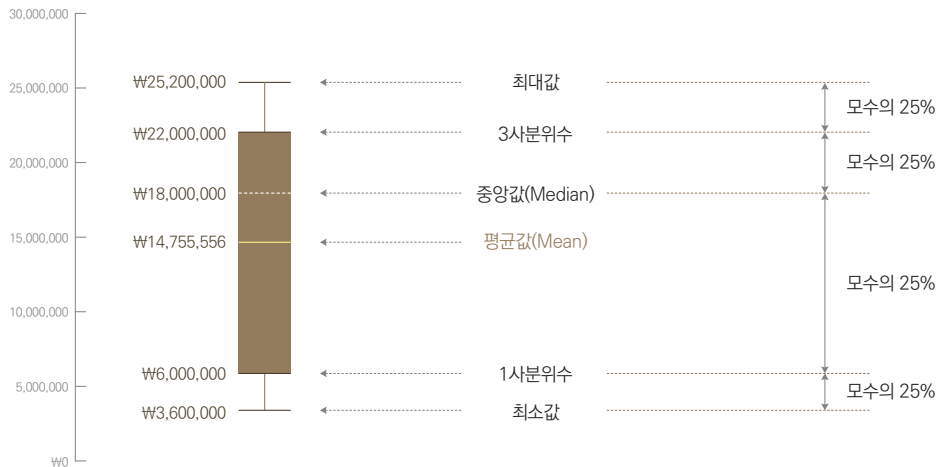 30,000,000
₩25,200,000 최대값
25,000,000
모수의 25%
₩22,000,000 3사분위수
20,000,000
모수의 25%
₩18,000,000 중앙값(Median)
15,000,000
₩14,755,556 평균값(Mean)
모수의 25%
10,000,000
₩6,000,000 1사분위수
5,000,000
모수의 25%
₩3,600,000 최소값
₩0